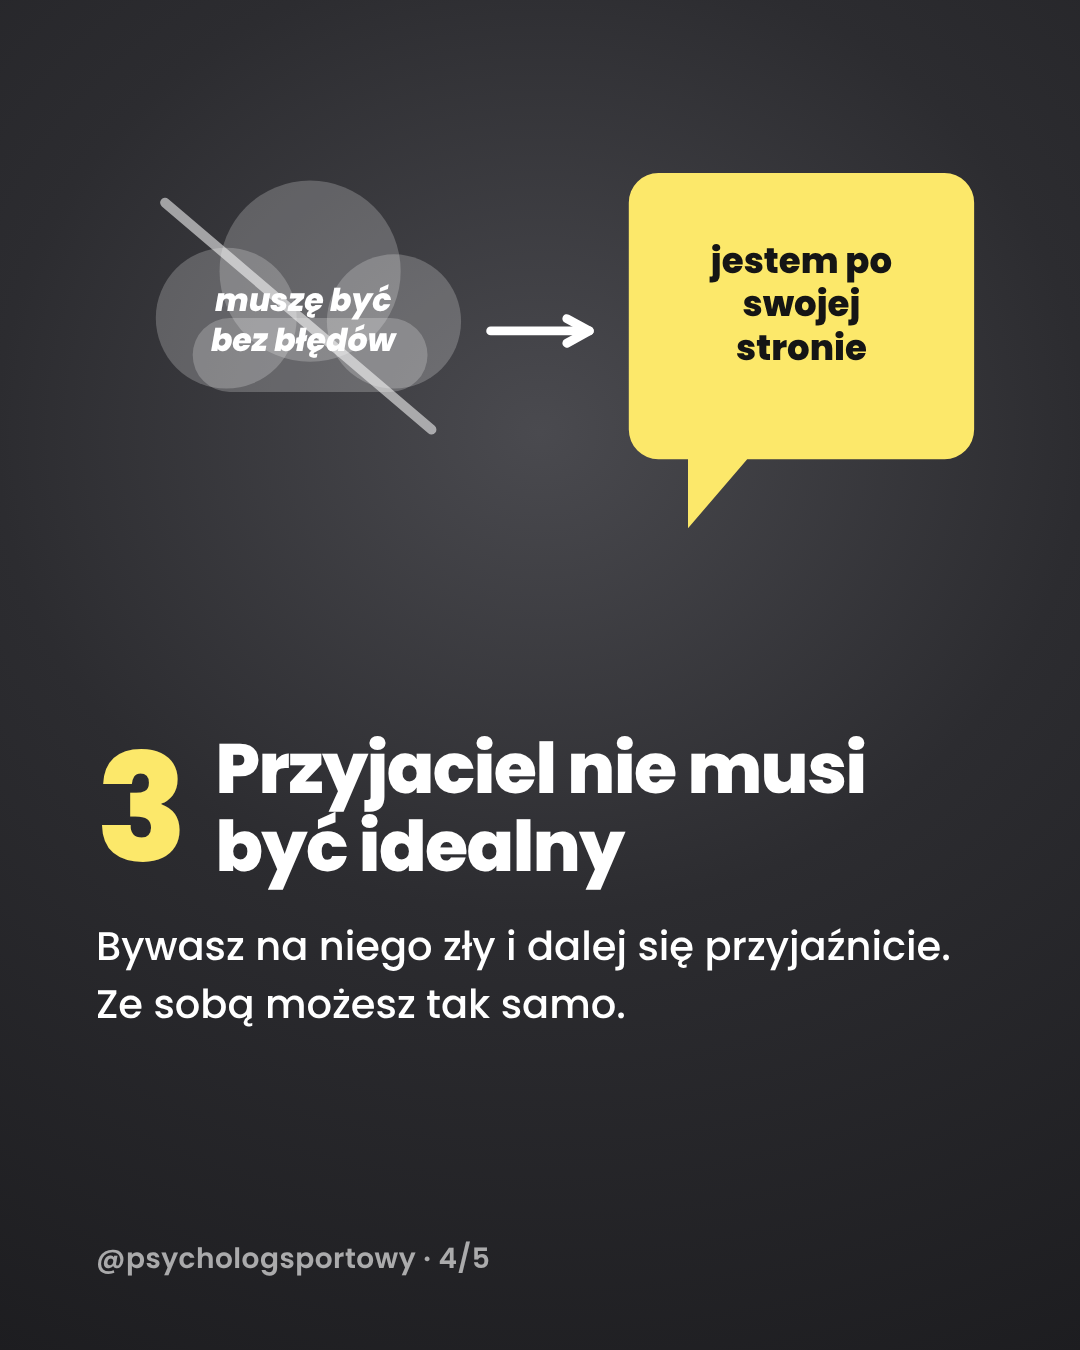 muszę być
bez błędów
jestem po
swojej
stronie
3
Przyjaciel nie musi
być idealny
Bywasz na niego zły i dalej się przyjaźnicie.
Ze sobą możesz tak samo.
@psychologsportowy · 4/5